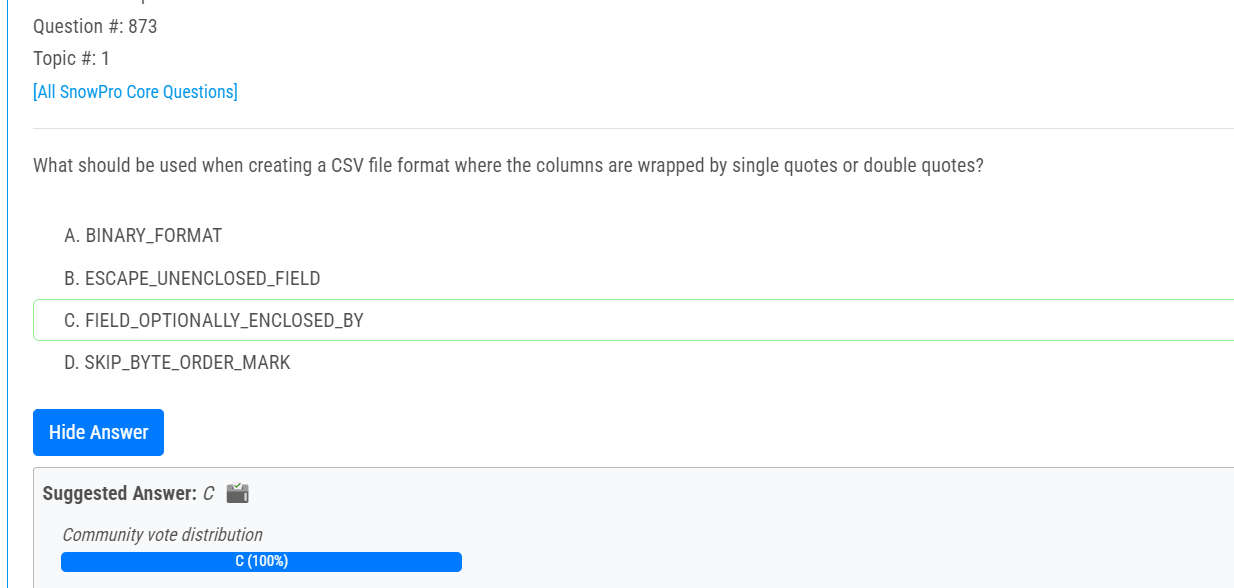 Question #: 873
Topic #: 1
[All SnowPro Core Questions]
What should be used when creating a CSV file format where the columns are wrapped by single quotes or double quotes?
A. BINARY_FORMAT
B. ESCAPE_UNENCLOSED_FIELD
C. FIELD_OPTIONALLY_ENCLOSED_BY
D. SKIP_BYTE_ORDER_MARK
Hide Answer
Suggested Answer: C
Community vote distribution
C (100%)